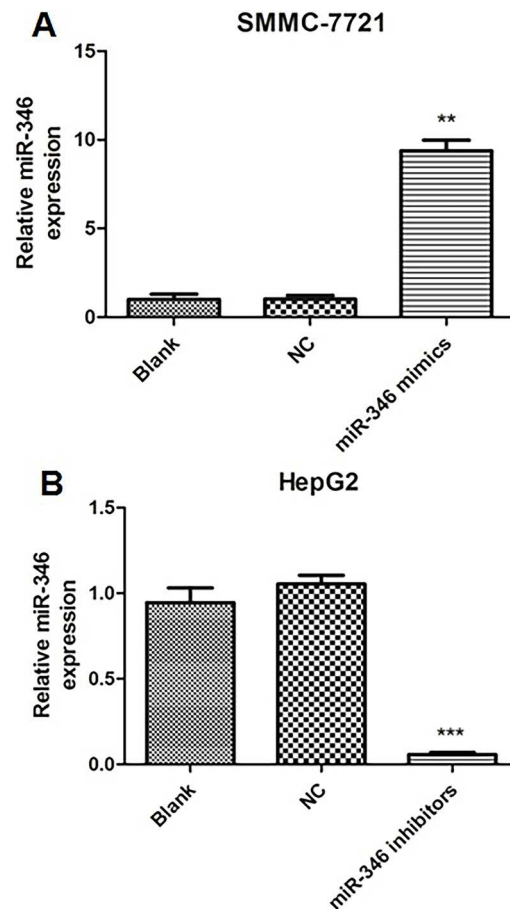 A
SMMC-7721
Relative miR-346
expression
15
10
5
0
**
Blank
NC
miR-346 mimics
B
HepG2
Relative miR-346
expression
1.5
1.0
0.5
0.0
***
Blank
NC
miR-346 inhibitors